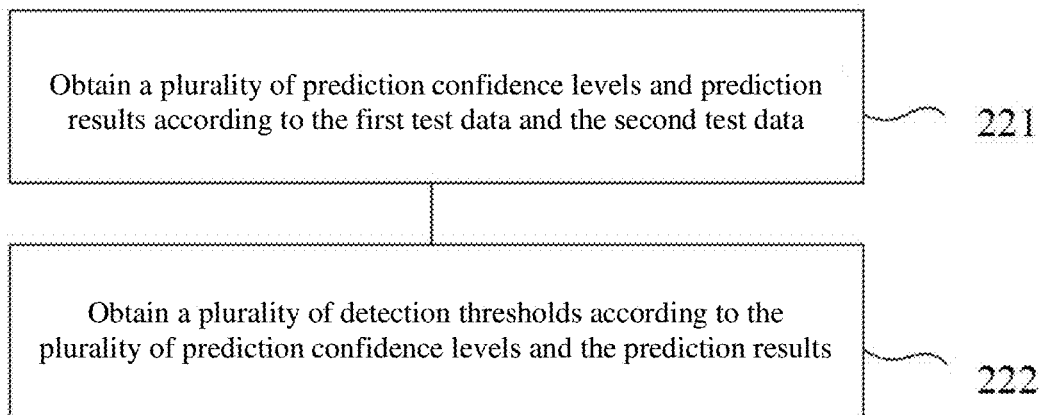 Obtain a plurality of prediction confidence levels and prediction
results according to the first test data and the second test data
221
Obtain a plurality of detection thresholds according to the
plurality of prediction confidence levels and the prediction results
222